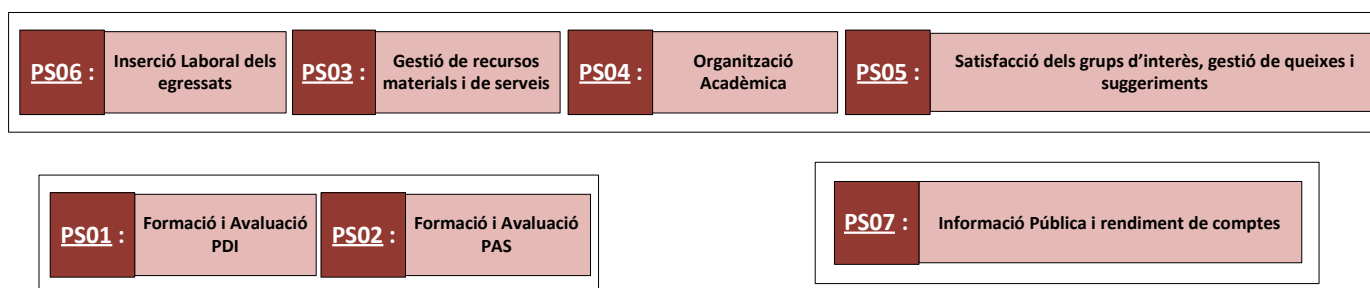 PS06 :
Inserció Laboral dels
egressats
PS03 :
Gestió de recursos
materials i de serveis
PS04 :
Organització
Acadèmica
PS05 :
Satisfacció dels grups d'interès, gestió de queixes i
suggeriments
PS01 :
Formació i Avaluació
PDI
PS02 :
Formació i Avaluació
PAS
PS07 :
Informació Pública i rendiment de comptes